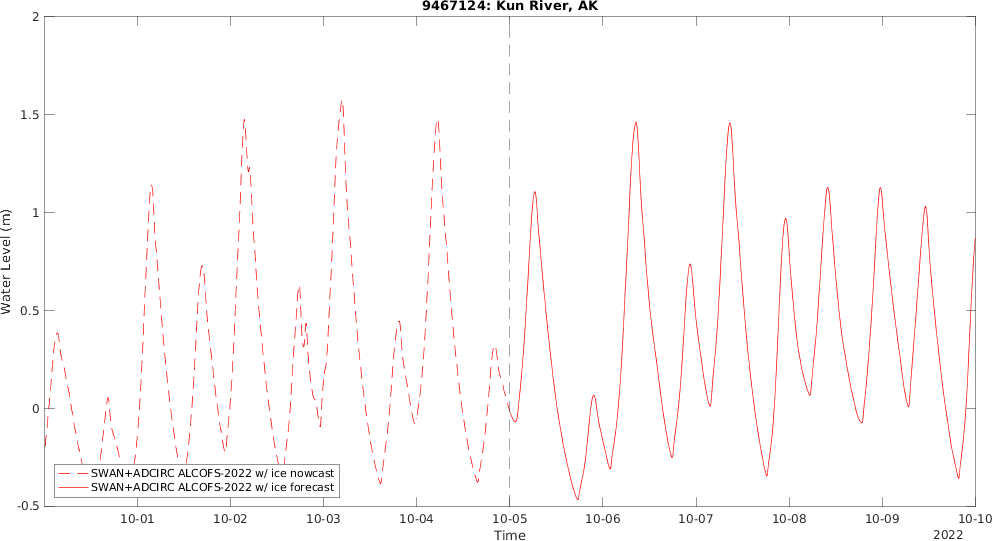 9467124: Kun River, AK
2
1.5
1
0.5
0
-0.5
Water Level (m)
SWAN+ADCIRC ALCOFS-2022 w/ ice nowcast
SWAN+ADCIRC ALCOFS-2022 w/ ice forecast
10-01 10-02 10-03 10-04 10-05 10-06 10-07 10-08 10-09 10-10
Time
2022